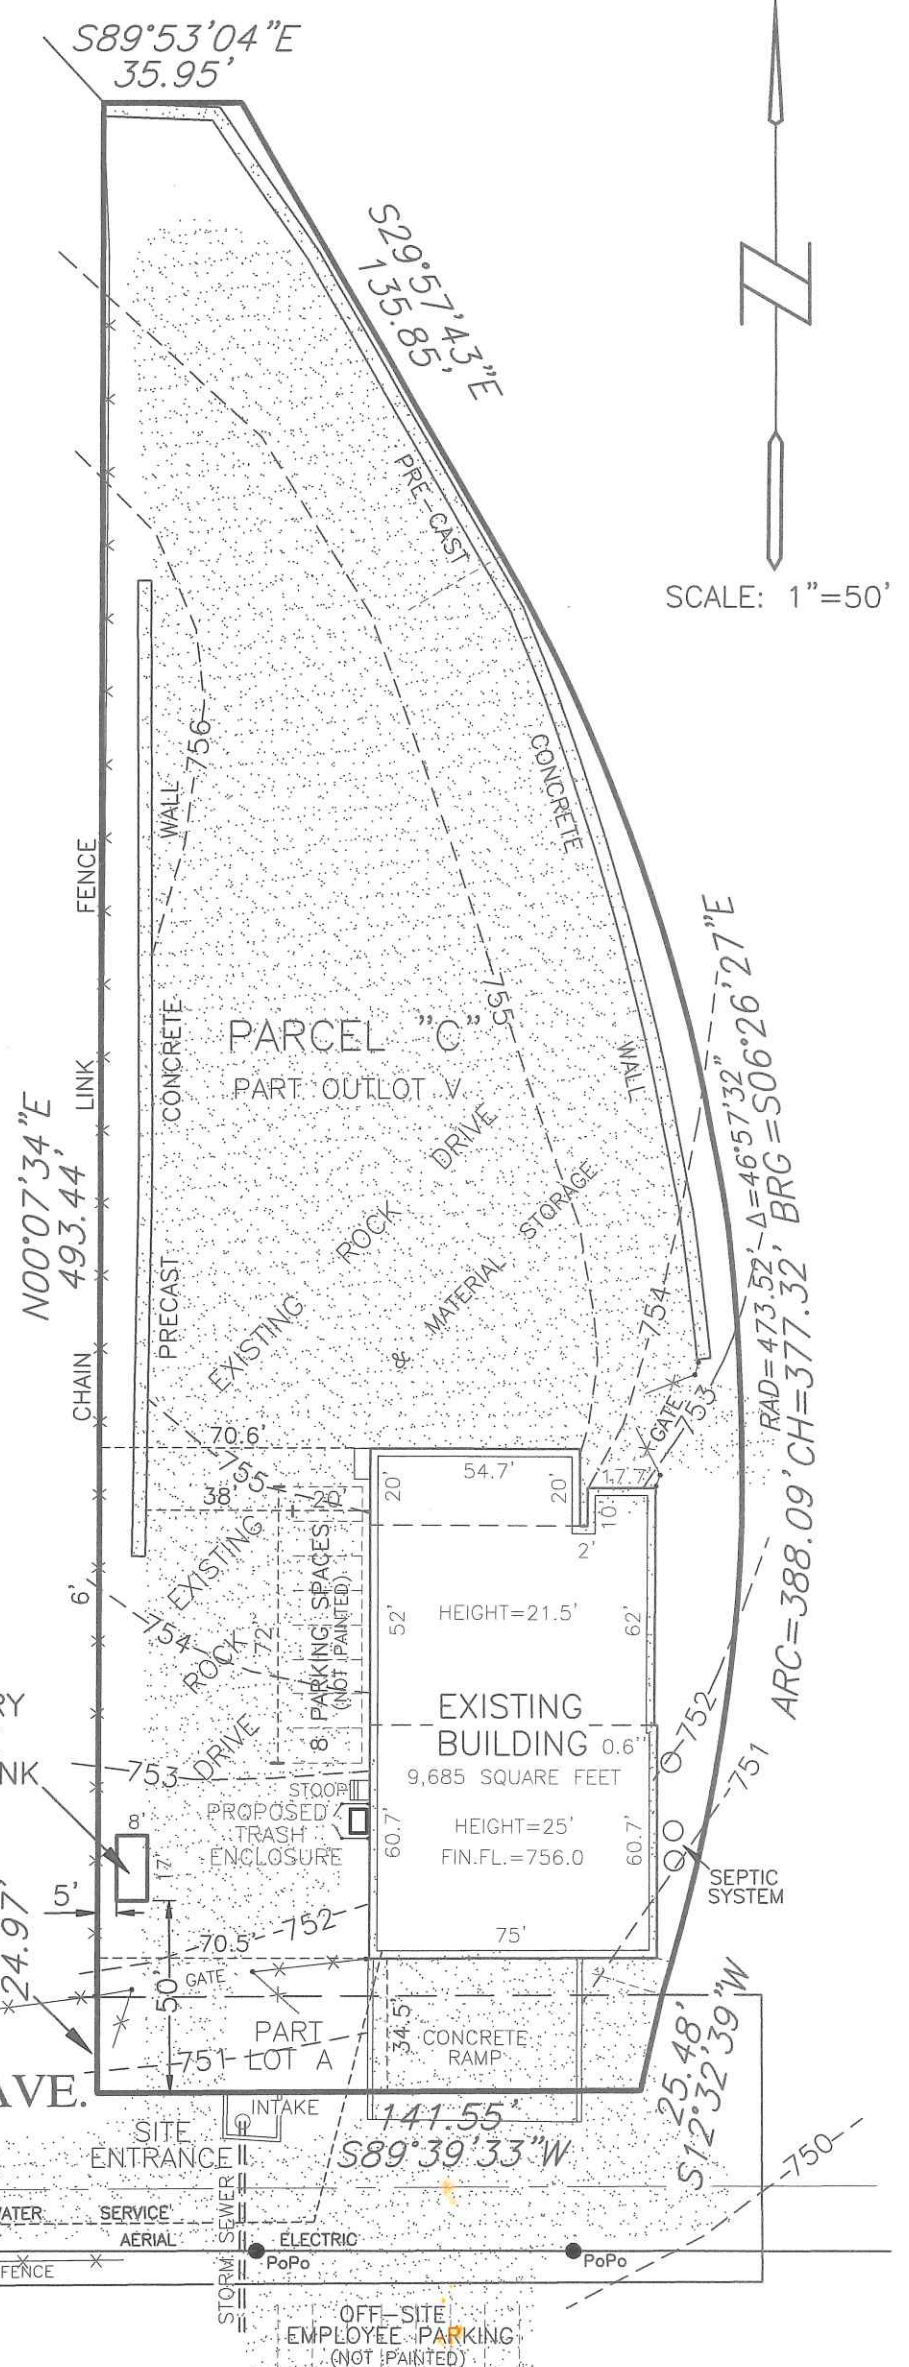 S89°53'04"E
35.95'
S29°57'43"E
135.85'
SCALE: 1"=50'
PRE-CAST
CONCRETE
WALL
756
WALL
CONCRETE
PRECAST
FENCE
LINK
CHAIN
N00°07'34"E
493.44'
755
PARCEL "C"
PART OUTLOT V
EXISTING
ROCK
DRIVE
& MATERIAL STORAGE
754
753
GATE
RAD=473.52' Δ=46°57'32"
ARC=388.09' CH=377.32' BRG=S06°26'27"E
70.6'
755
38'
20'
54.7'
20'
20'
17.7'
10'
2'
EXISTING
ROCK
DRIVE
6'
754
72'
8 PARKING SPACES
(NOT PAINTED)
52'
HEIGHT=21.5'
62'
EXISTING
BUILDING
0.6'
9,685 SQUARE FEET
HEIGHT=25'
FIN.FL.=756.0
60.7'
60.7'
75'
752
751
RY
NK
753
STOOP
PROPOSED
TRASH
ENCLOSURE
8'
17'
5'
24.97'
SEPTIC
SYSTEM
752
70.5'
GATE
50'
PART
LOT A
751
34.5'
CONCRETE
RAMP
25.48'
S12°32'39"W
AVE.
INTAKE
141.55'
S89°39'33"W
SITE
ENTRANCE
750
STORM SEWER
WATER SERVICE
AERIAL ELECTRIC
PoPo
PoPo
FENCE
OFF-SITE
EMPLOYEE PARKING
(NOT PAINTED)